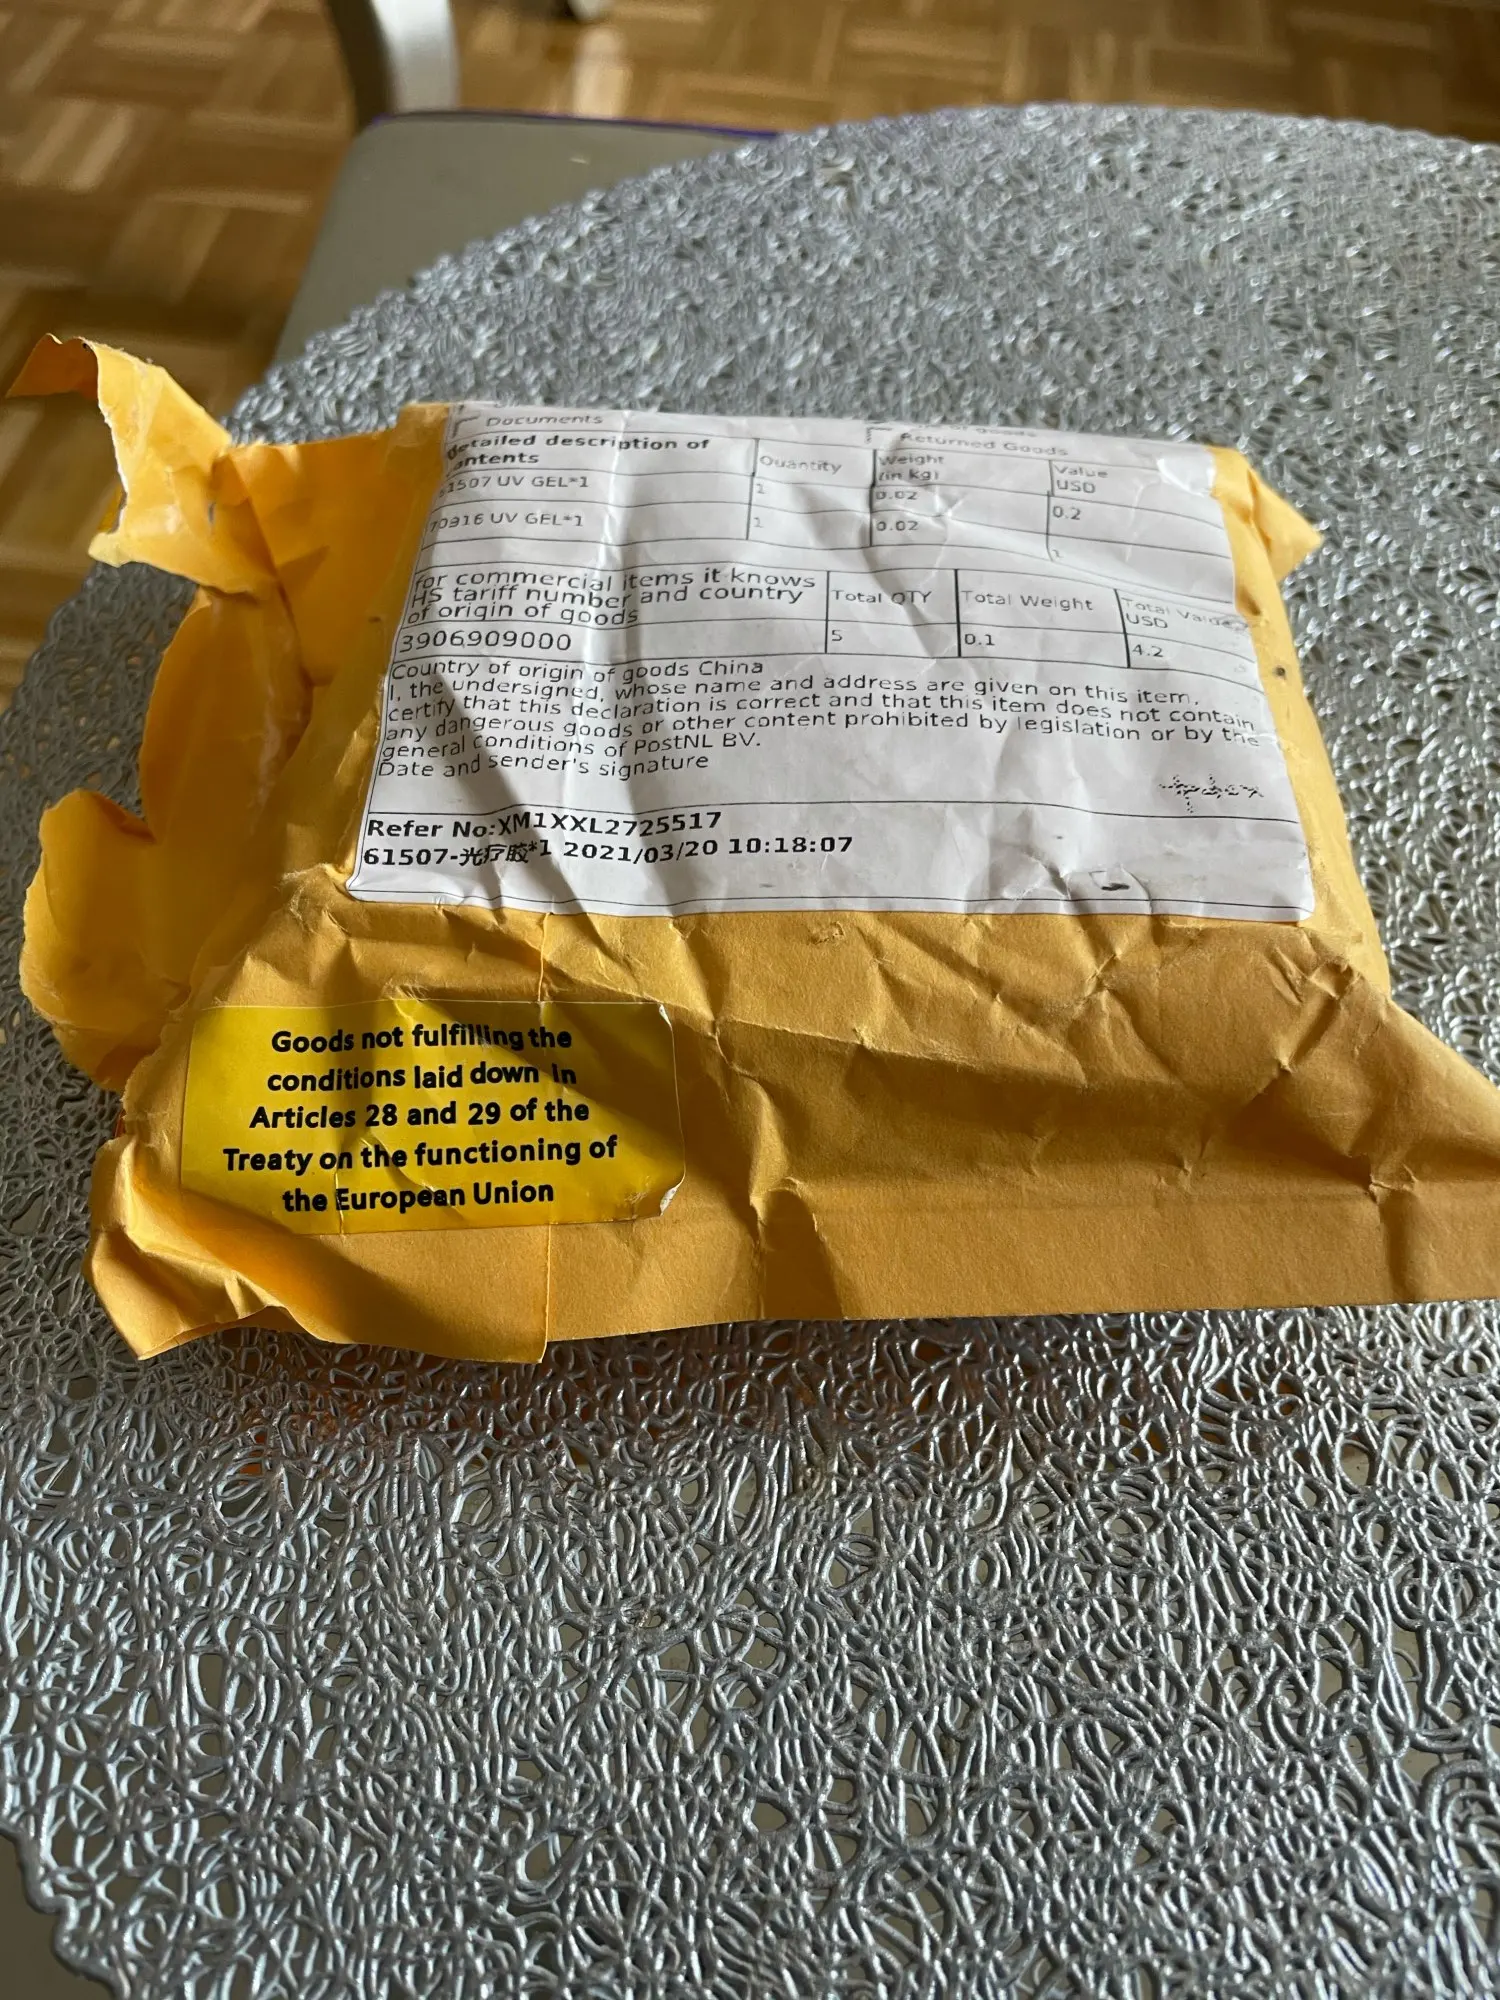 Documents
Returned Goods
detailed description of
Quantity
Weight
(in kg)
Value
USD
61507 UV GEL*1
1
0.02
0.2
70916 UV GEL*1
1
0.02
1
for commercial items it knows
HS tariff number and country
of origin of goods
Total QTY
Total Weight
Total Value
USD
3906909000
5
0.1
4.2
Country of origin of goods China
I, the undersigned, whose name and address are given on this item,
certify that this declaration is correct and that this item does not contain
any dangerous goods or other content prohibited by legislation or by the
general conditions of PostNL BV.
Date and sender's signature
Refer No:XM1XXL2725517
61507-光疗胶*1 2021/03/20 10:18:07
Goods not fulfilling the
conditions laid down in
Articles 28 and 29 of the
Treaty on the functioning of
the European Union